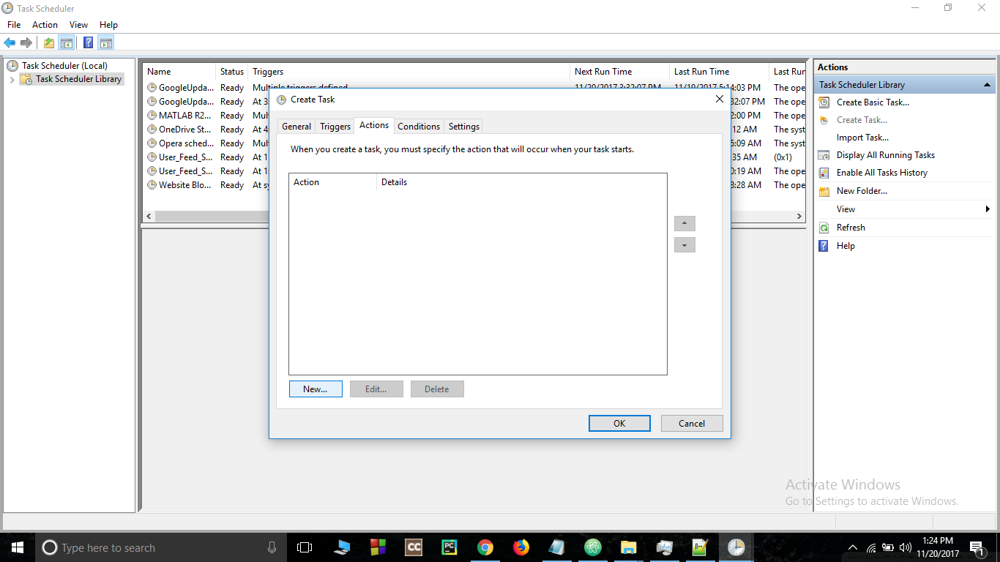 Task Scheduler
File Action View Help
Task Scheduler (Local)
Task Scheduler Library
Name Status Triggers Next Run Time Last Run Time Last Run
GoogleUpda... Ready Multiple triggers defined 11/20/2017 3:32:07 PM 11/19/2017 5:14:03 PM The ope
GoogleUpda... Ready At 3: 32:07 PM The ope
MATLAB R2... Ready Mul 2:00 PM The ope
OneDrive St... Ready At 4 12 AM The syst
Opera sched... Ready Mul 5:09 AM The syst
User_Feed_S... Ready At 1 35 AM (0x1)
User_Feed_S... Ready At 1 0:19 AM The ope
Website Blo... Ready At sy 8:28 AM The ope
Create Task
General Triggers Actions Conditions Settings
When you create a task, you must specify the action that will occur when your task starts.
Action Details
New... Edit... Delete
OK Cancel
Actions
Task Scheduler Library
Create Basic Task...
Create Task...
Import Task...
Display All Running Tasks
Enable All Tasks History
New Folder...
View
Refresh
Help
Activate Windows
Go to Settings to activate Windows.
Type here to search
CC
PC
1:24 PM
11/20/2017
1